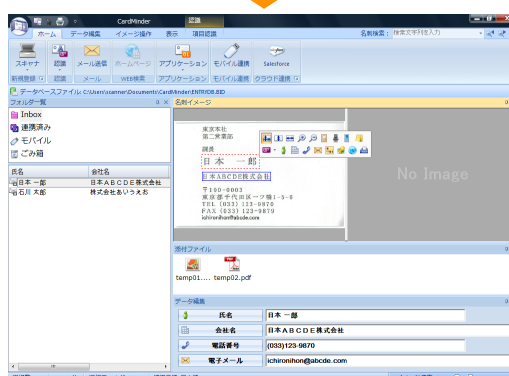 CardMinder
認識
ホーム
データ編集
イメージ操作
表示
項目認識
名刺検索：
検索文字列を入力
スキャナ
認識
メール送信
ホームページ
アプリケーション
モバイル連携
Salesforce
新規登録
認識
メール
WEB検索
アプリケーション
モバイル連携
クラウド連携
データベースファイル: C:\Users\scanner\Documents\CardMinder\ENTRYDB.BID
フォルダ一覧
Inbox
連携済み
モバイル
ごみ箱
氏名
会社名
日本 一郎
日本ＡＢＣＤＥ株式会社
石川 太郎
株式会社あいうえお
名刺イメージ
東京本社
第二営業部
課長
日本 一郎
日本ABCDE株式会社
〒100-0003
東京都千代田区一ツ橋1-5-5
TEL (033) 123-9870
FAX (033) 123-9879
ichironihon@abcde.com
No Image
添付ファイル
temp01....
temp02.pdf
データ編集
氏名
日本 一郎
会社名
日本ＡＢＣＤＥ株式会社
電話番号
(033)123-9870
電子メール
ichironihon@abcde.com